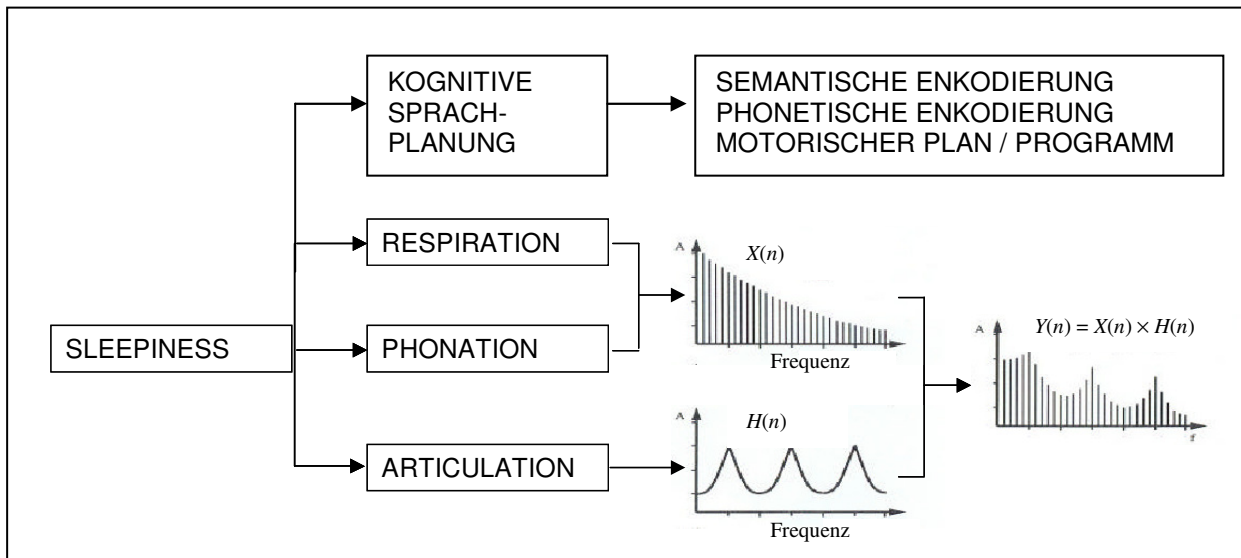 KOGNITIVE
SPRACH-
PLANUNG
SEMANTISCHE ENKODIERUNG
PHONETISCHE ENKODIERUNG
MOTORISCHER PLAN / PROGRAMM
RESPIRATION
A
X(n)
Frequenz
SLEEPINESS
PHONATION
A
Y(n) = X(n) × H(n)
f
ARTICULATION
A
H(n)
Frequenz